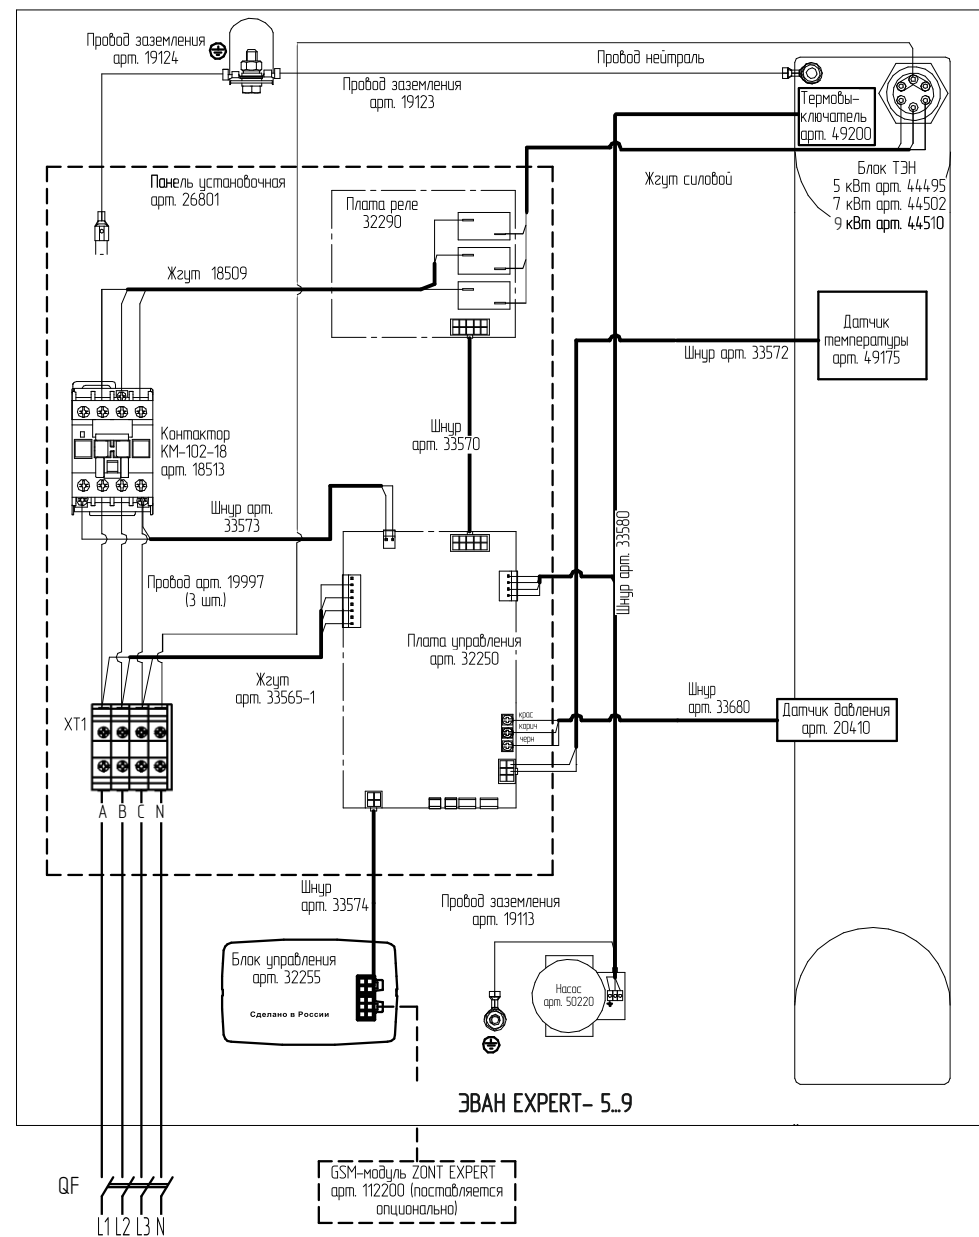 Провод заземления
арт. 19124
Провод нейтраль
Провод заземления
арт. 19123
Термовы-
ключатель
арт. 49200
Блок ТЭН
5 кВт арт. 44495
7 кВт арт. 44502
9 кВт арт. 44510
Жгут силовой
Панель установочная
арт. 26801
Плата реле
32290
Жгут 18509
Датчик
температуры
арт. 49175
Шнур арт. 33572
Шнур
арт. 33570
Контактор
КМ-102-18
арт. 18513
Шнур арт.
33573
Шнур арт. 33580
Провод арт. 19997
(3 шт.)
Плата управления
арт. 32250
Жгут
арт. 33565-1
XT1
Шнур
арт. 33680
Датчик давления
арт. 20410
крас
корич
черн
A B C N
Шнур
арт. 33574
Провод заземления
арт. 19113
Блок управления
арт. 32255
Сделано в России
Насос
арт. 50220
ЭВАН EXPERT- 5...9
GSM-модуль ZONT EXPERT
арт. 112200 (поставляется
опционально)
QF
L1 L2 L3 N